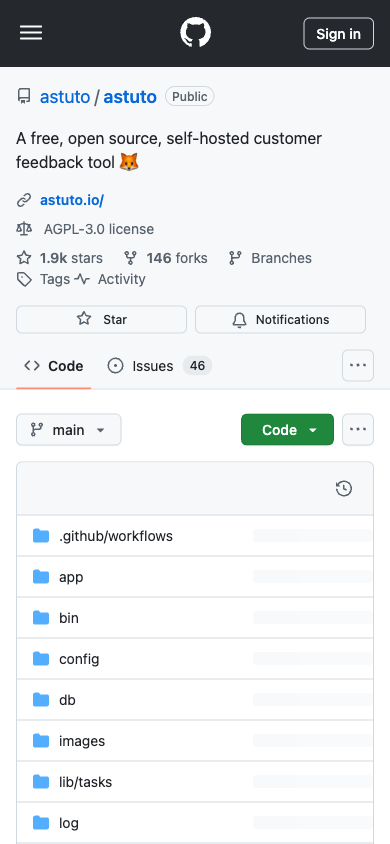 Sign in
astuto / astuto Public
A free, open source, self-hosted customer
feedback tool 🦊
astuto.io/
AGPL-3.0 license
1.9k stars 146 forks Branches
Tags Activity
Star Notifications
Code Issues 46
main Code
.github/workflows
app
bin
config
db
images
lib/tasks
log